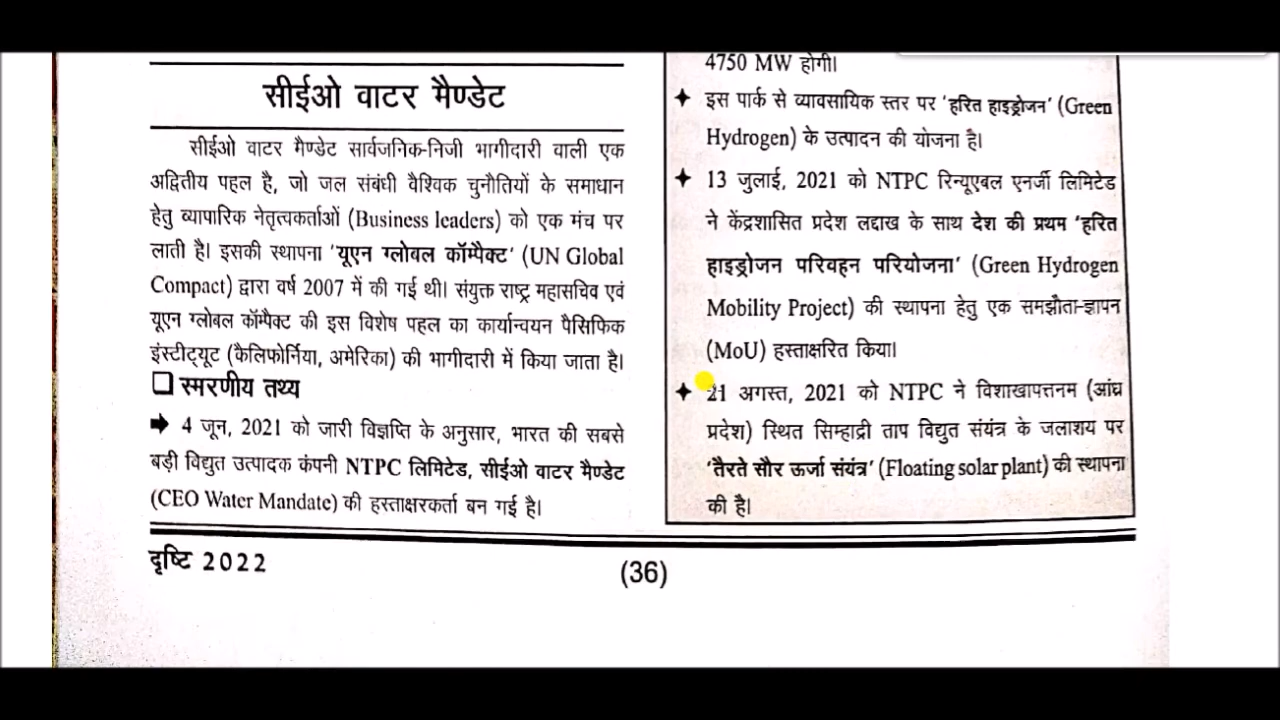 सीईओ वाटर मैण्डेट
सीईओ वाटर मैण्डेट सार्वजनिक-निजी भागीदारी वाली एक
अद्वितीय पहल है, जो जल संबंधी वैश्विक चुनौतियों के समाधान
हेतु व्यापारिक नेतृत्वकर्ताओं (Business leaders) को एक मंच पर
लाती है। इसकी स्थापना 'यूएन ग्लोबल कॉम्पैक्ट' (UN Global
Compact) द्वारा वर्ष 2007 में की गई थी। संयुक्त राष्ट्र महासचिव एवं
यूएन ग्लोबल कॉम्पैक्ट की इस विशेष पहल का कार्यान्वयन पैसिफिक
इंस्टीट्यूट (कैलिफोर्निया, अमेरिका) की भागीदारी में किया जाता है।
❑ स्मरणीय तथ्य
➡ 4 जून, 2021 को जारी विज्ञप्ति के अनुसार, भारत की सबसे
बड़ी विद्युत उत्पादक कंपनी NTPC लिमिटेड, सीईओ वाटर मैण्डेट
(CEO Water Mandate) की हस्ताक्षरकर्ता बन गई है।
4750 MW होगी।
✦ इस पार्क से व्यावसायिक स्तर पर 'हरित हाइड्रोजन' (Green
Hydrogen) के उत्पादन की योजना है।
✦ 13 जुलाई, 2021 को NTPC रिन्यूएबल एनर्जी लिमिटेड
ने केंद्रशासित प्रदेश लद्दाख के साथ देश की प्रथम 'हरित
हाइड्रोजन परिवहन परियोजना' (Green Hydrogen
Mobility Project) की स्थापना हेतु एक समझौता-ज्ञापन
(MoU) हस्ताक्षरित किया।
✦ 21 अगस्त, 2021 को NTPC ने विशाखापत्तनम (आंध्र
प्रदेश) स्थित सिम्हाद्री ताप विद्युत संयंत्र के जलाशय पर
'तैरते सौर ऊर्जा संयंत्र' (Floating solar plant) की स्थापना
की है।
दृष्टि 2022
(36)